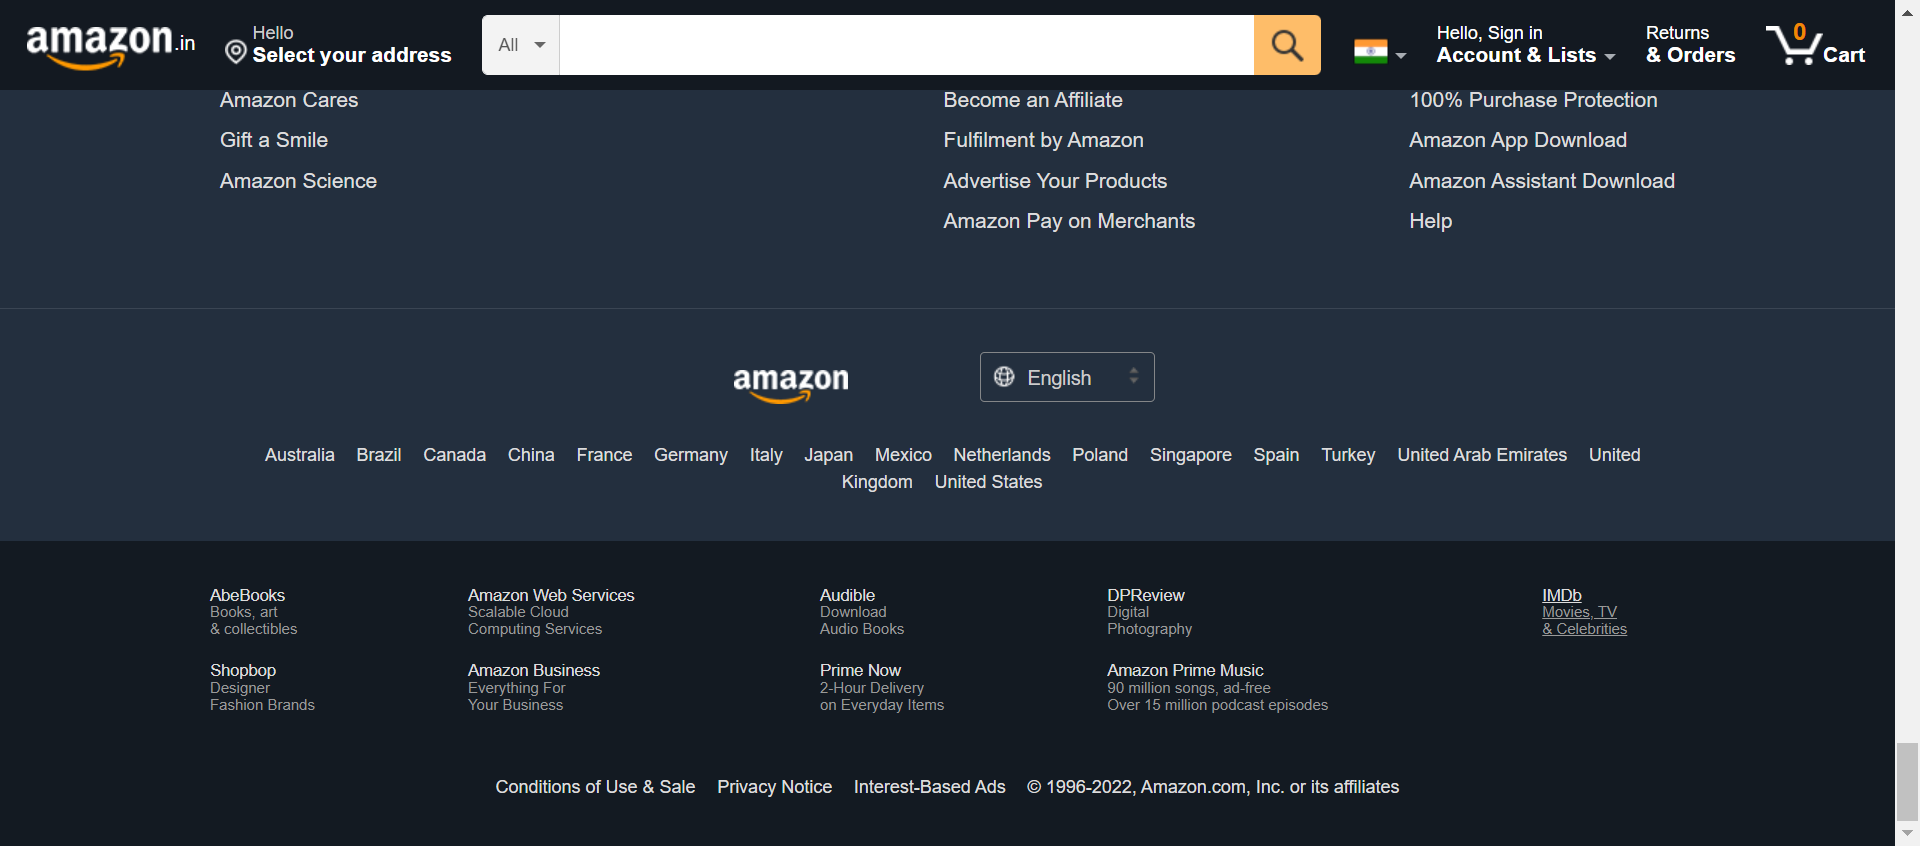 amazon.in
Hello
Select your address
All
Hello, Sign in
Account & Lists
Returns
& Orders
0
Cart
Amazon Cares
Gift a Smile
Amazon Science
Become an Affiliate
Fulfilment by Amazon
Advertise Your Products
Amazon Pay on Merchants
100% Purchase Protection
Amazon App Download
Amazon Assistant Download
Help
amazon
English
Australia Brazil Canada China France Germany Italy Japan Mexico Netherlands Poland Singapore Spain Turkey United Arab Emirates United
Kingdom United States
AbeBooks
Books, art
& collectibles
Amazon Web Services
Scalable Cloud
Computing Services
Audible
Download
Audio Books
DPReview
Digital
Photography
IMDb
Movies, TV
& Celebrities
Shopbop
Designer
Fashion Brands
Amazon Business
Everything For
Your Business
Prime Now
2-Hour Delivery
on Everyday Items
Amazon Prime Music
90 million songs, ad-free
Over 15 million podcast episodes
Conditions of Use & Sale Privacy Notice Interest-Based Ads © 1996-2022, Amazon.com, Inc. or its affiliates